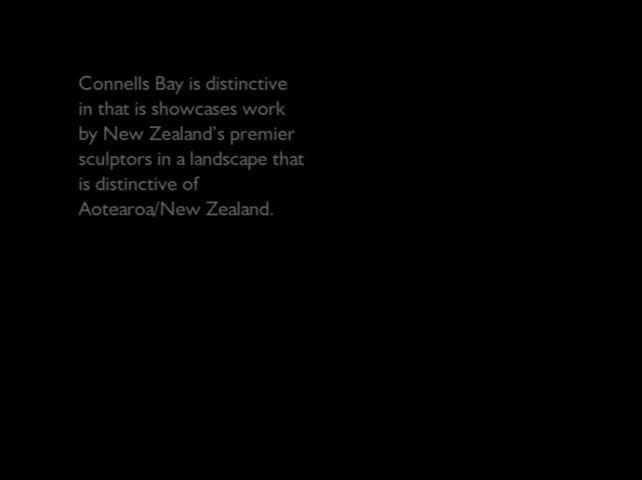 Connells Bay is distinctive
in that is showcases work
by New Zealand's premier
sculptors in a landscape that
is distinctive of
Aotearoa/New Zealand.